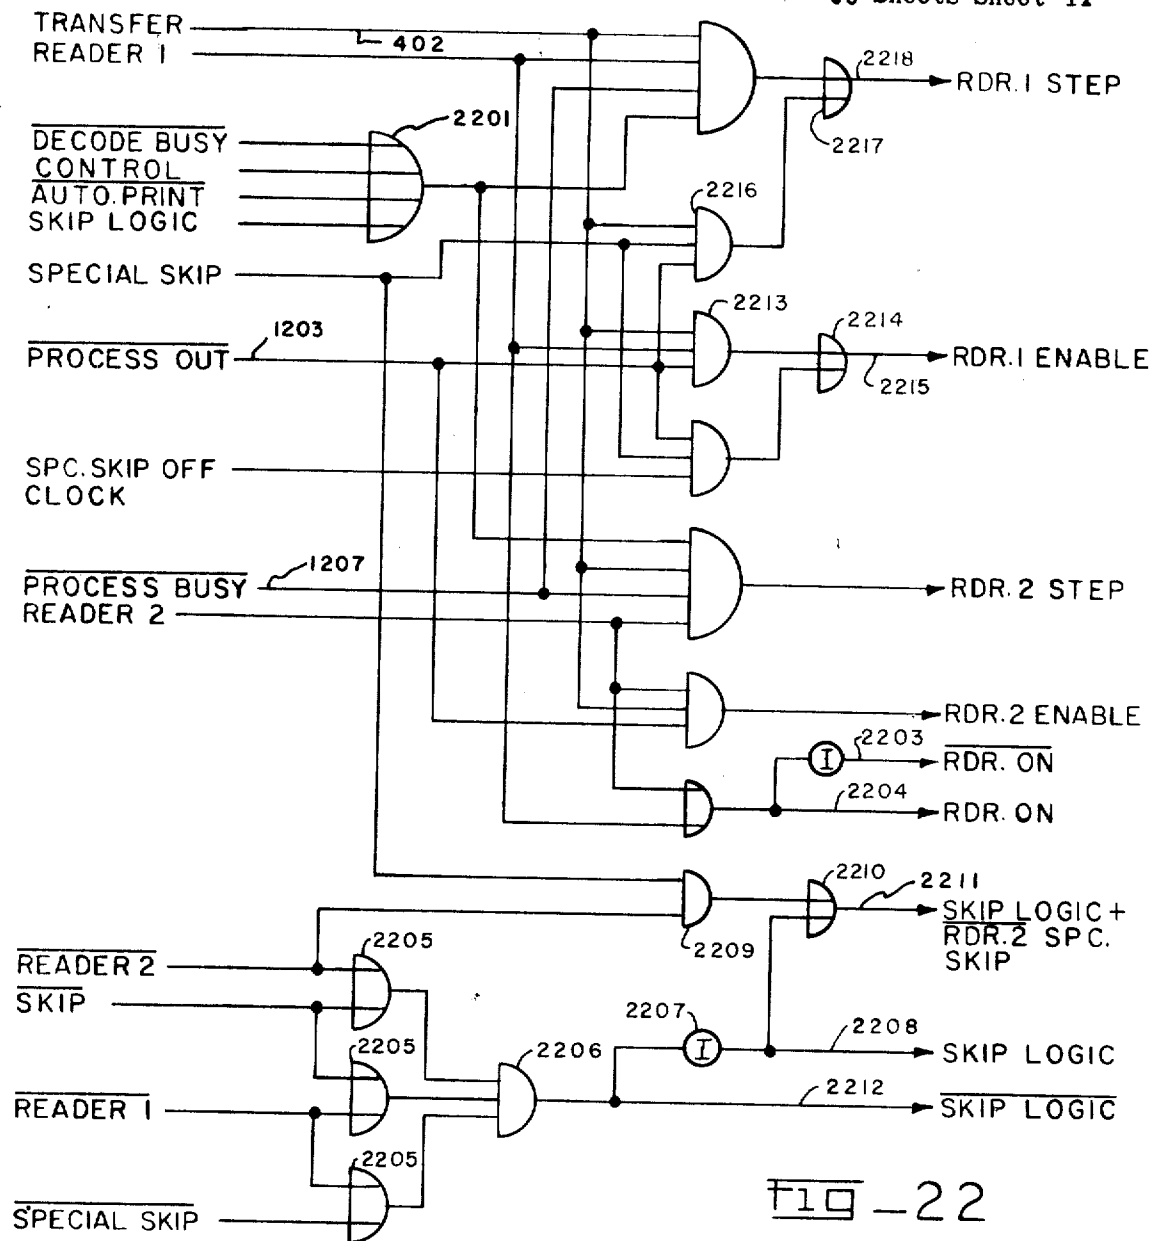 Sheets-Sheet 11
TRANSFER
402
READER 1
2218
RDR.1 STEP
2217
2201
DECODE BUSY
CONTROL
AUTO.PRINT
SKIP LOGIC
2216
SPECIAL SKIP
2213
2214
1203
PROCESS OUT
RDR.1 ENABLE
2215
SPC.SKIP OFF
CLOCK
1207
PROCESS BUSY
RDR.2 STEP
READER 2
RDR.2 ENABLE
2203
I
RDR. ON
2204
RDR. ON
2210
2211
SKIP LOGIC+
RDR.2 SPC.
SKIP
2209
2205
READER 2
SKIP
2207
I
2208
SKIP LOGIC
2205
2206
2212
SKIP LOGIC
READER 1
2205
SPECIAL SKIP
Fig-22